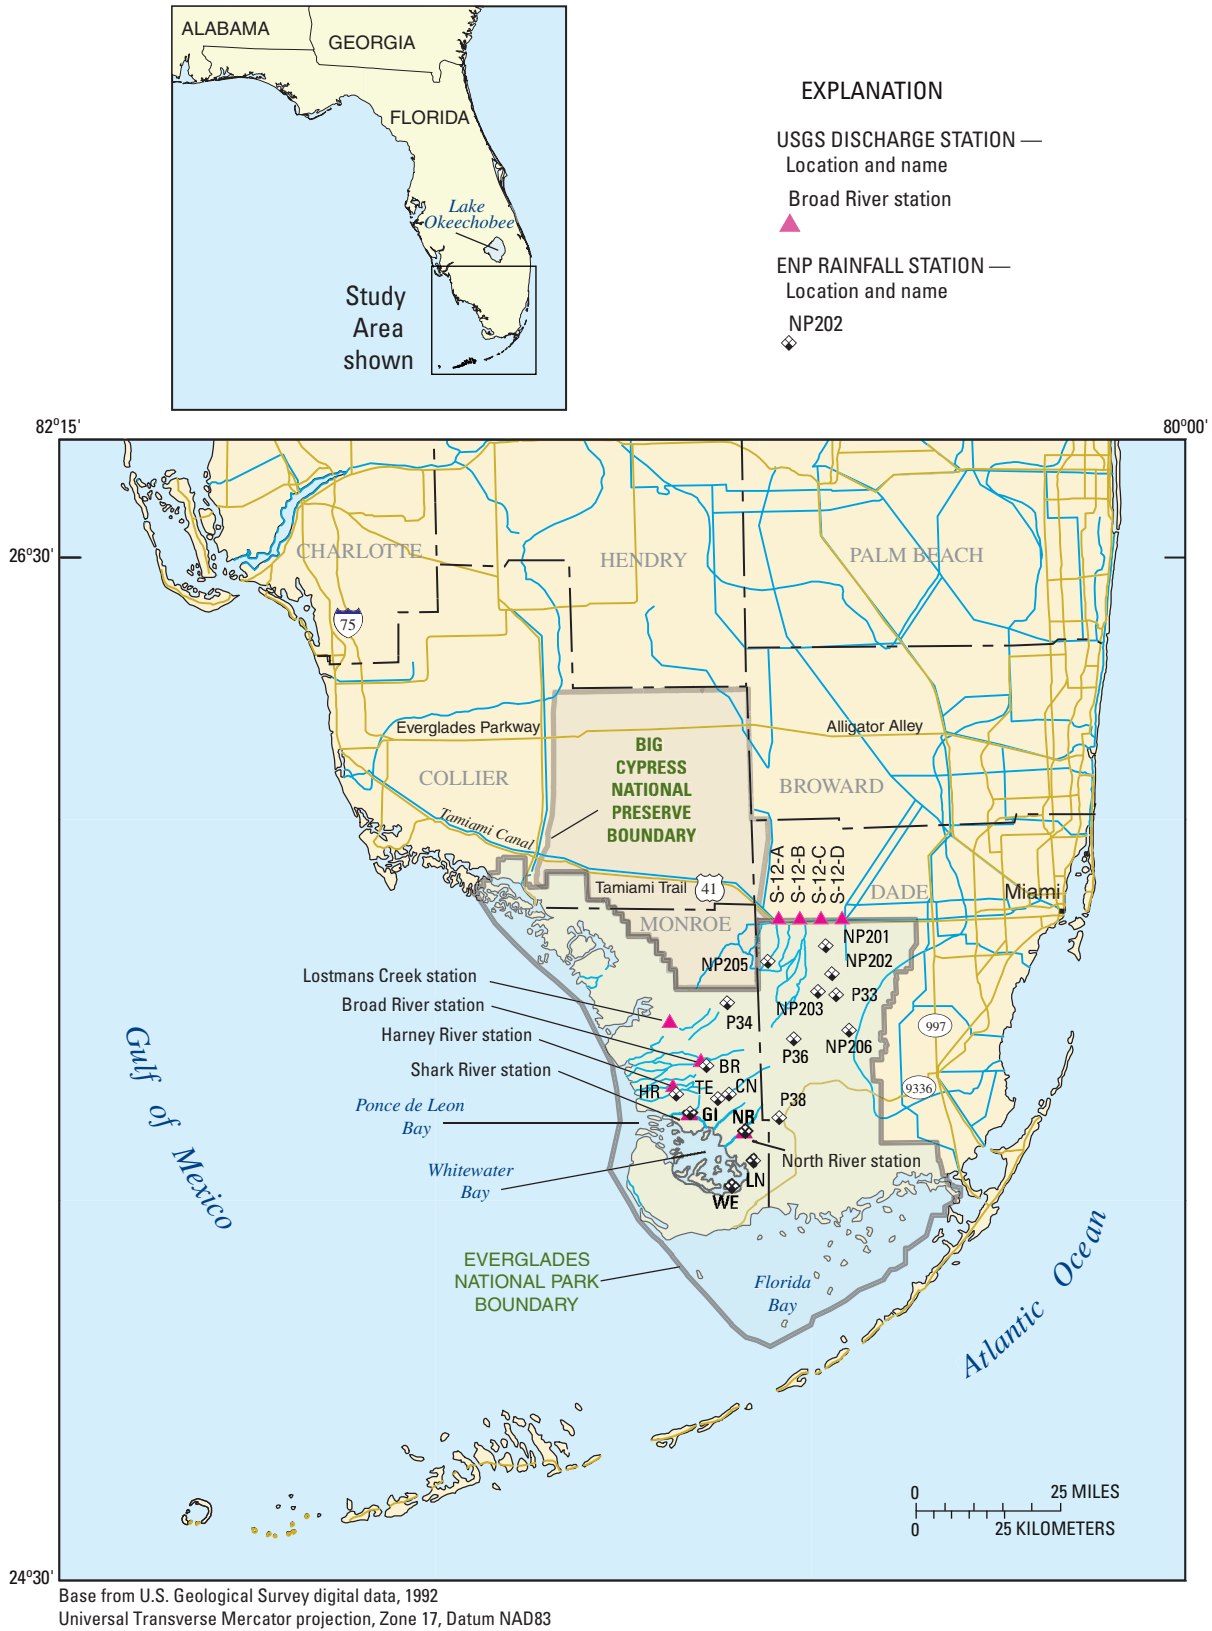 ALABAMA
GEORGIA
FLORIDA
Lake
Okeechobee
Study
Area
shown
EXPLANATION
USGS DISCHARGE STATION —
Location and name
Broad River station
ENP RAINFALL STATION —
Location and name
NP202
82°15'
80°00'
26°30'
CHARLOTTE
HENDRY
PALM BEACH
75
Everglades Parkway
Alligator Alley
BIG
CYPRESS
NATIONAL
PRESERVE
BOUNDARY
COLLIER
BROWARD
Tamiami Canal
S-12-A
S-12-B
S-12-C
S-12-D
Tamiami Trail
41
DADE
Miami
MONROE
NP201
NP205
NP202
Lostmans Creek station
P33
Broad River station
NP203
P34
997
Harney River station
NP206
P36
Shark River station
BR
9336
HR
TE
CN
P38
Ponce de Leon
Bay
GI
NR
North River station
Whitewater
Bay
LN
WE
Gulf of Mexico
EVERGLADES
NATIONAL PARK
BOUNDARY
Florida
Bay
Atlantic Ocean
0 25 MILES
0 25 KILOMETERS
24°30'
Base from U.S. Geological Survey digital data, 1992
Universal Transverse Mercator projection, Zone 17, Datum NAD83